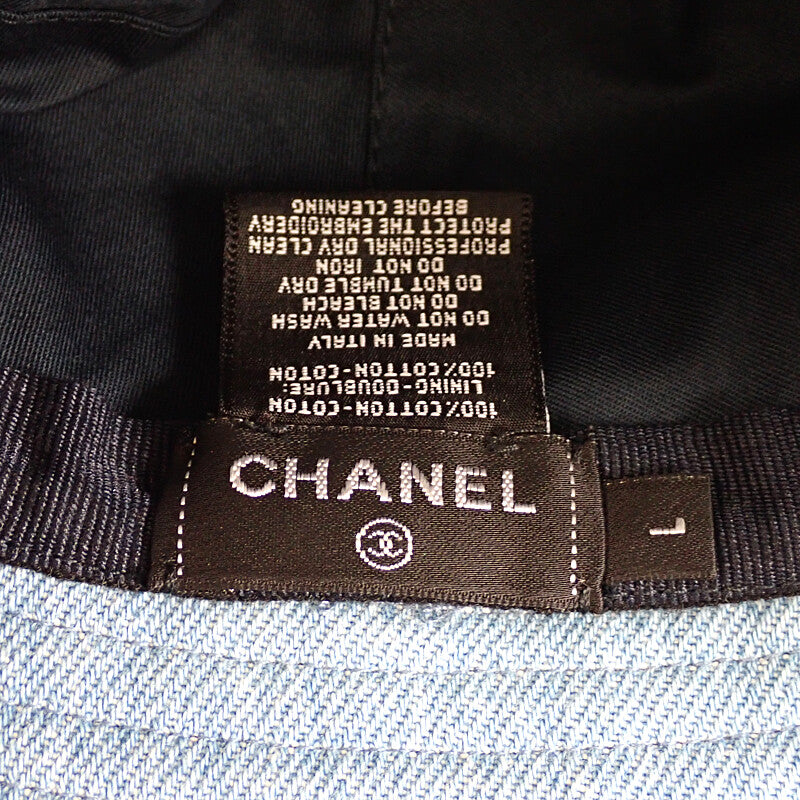 100%COTTON-COTON
LINING-DOUBLURE:
100%COTTON-COTON
MADE IN ITALY
DO NOT WATER WASH
DO NOT BLEACH
DO NOT TUMBLE DRY
DO NOT IRON
PROFESSIONAL DRY CLEAN
PROTECT THE EMBROIDERY
BEFORE CLEANING
CHANEL
L